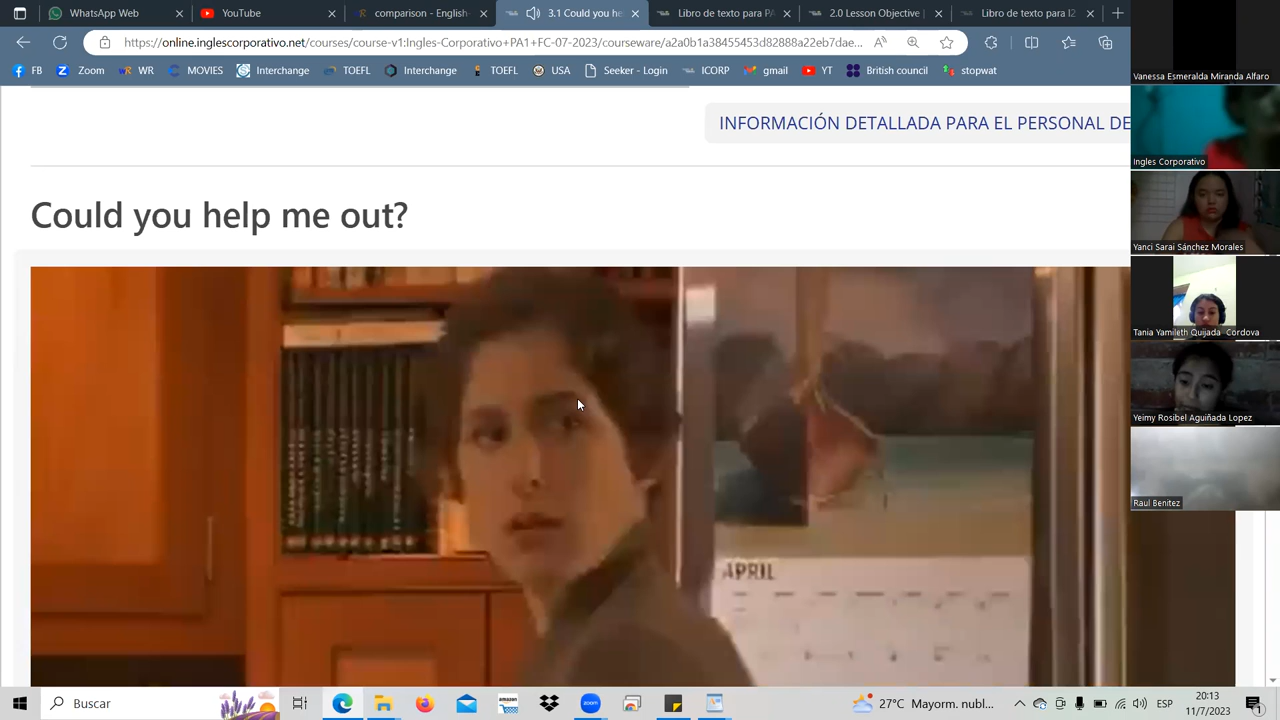 WhatsApp Web
YouTube
comparison - English-
3.1 Could you he
Libro de texto para PA
2.0 Lesson Objective |
Libro de texto para I2
https://online.inglescorporativo.net/courses/course-v1:Ingles-Corporativo+PA1+FC-07-2023/courseware/a2a0b1a38455453d82888a22eb7dae...
FB
Zoom
WR
MOVIES
Interchange
TOEFL
Interchange
TOEFL
USA
Seeker - Login
ICORP
gmail
YT
British council
stopwat
Vanessa Esmeralda Miranda Alfaro
INFORMACIÓN DETALLADA PARA EL PERSONAL DE
Ingles Corporativo
Could you help me out?
Yanci Sarai Sánchez Morales
Tania Yamileth Quijada Cordova
Yeimy Rosibel Aguiñada Lopez
Raul Benitez
APRIL
Buscar
amazon
27°C Mayorm. nubl...
ESP
20:13
11/7/2023
1